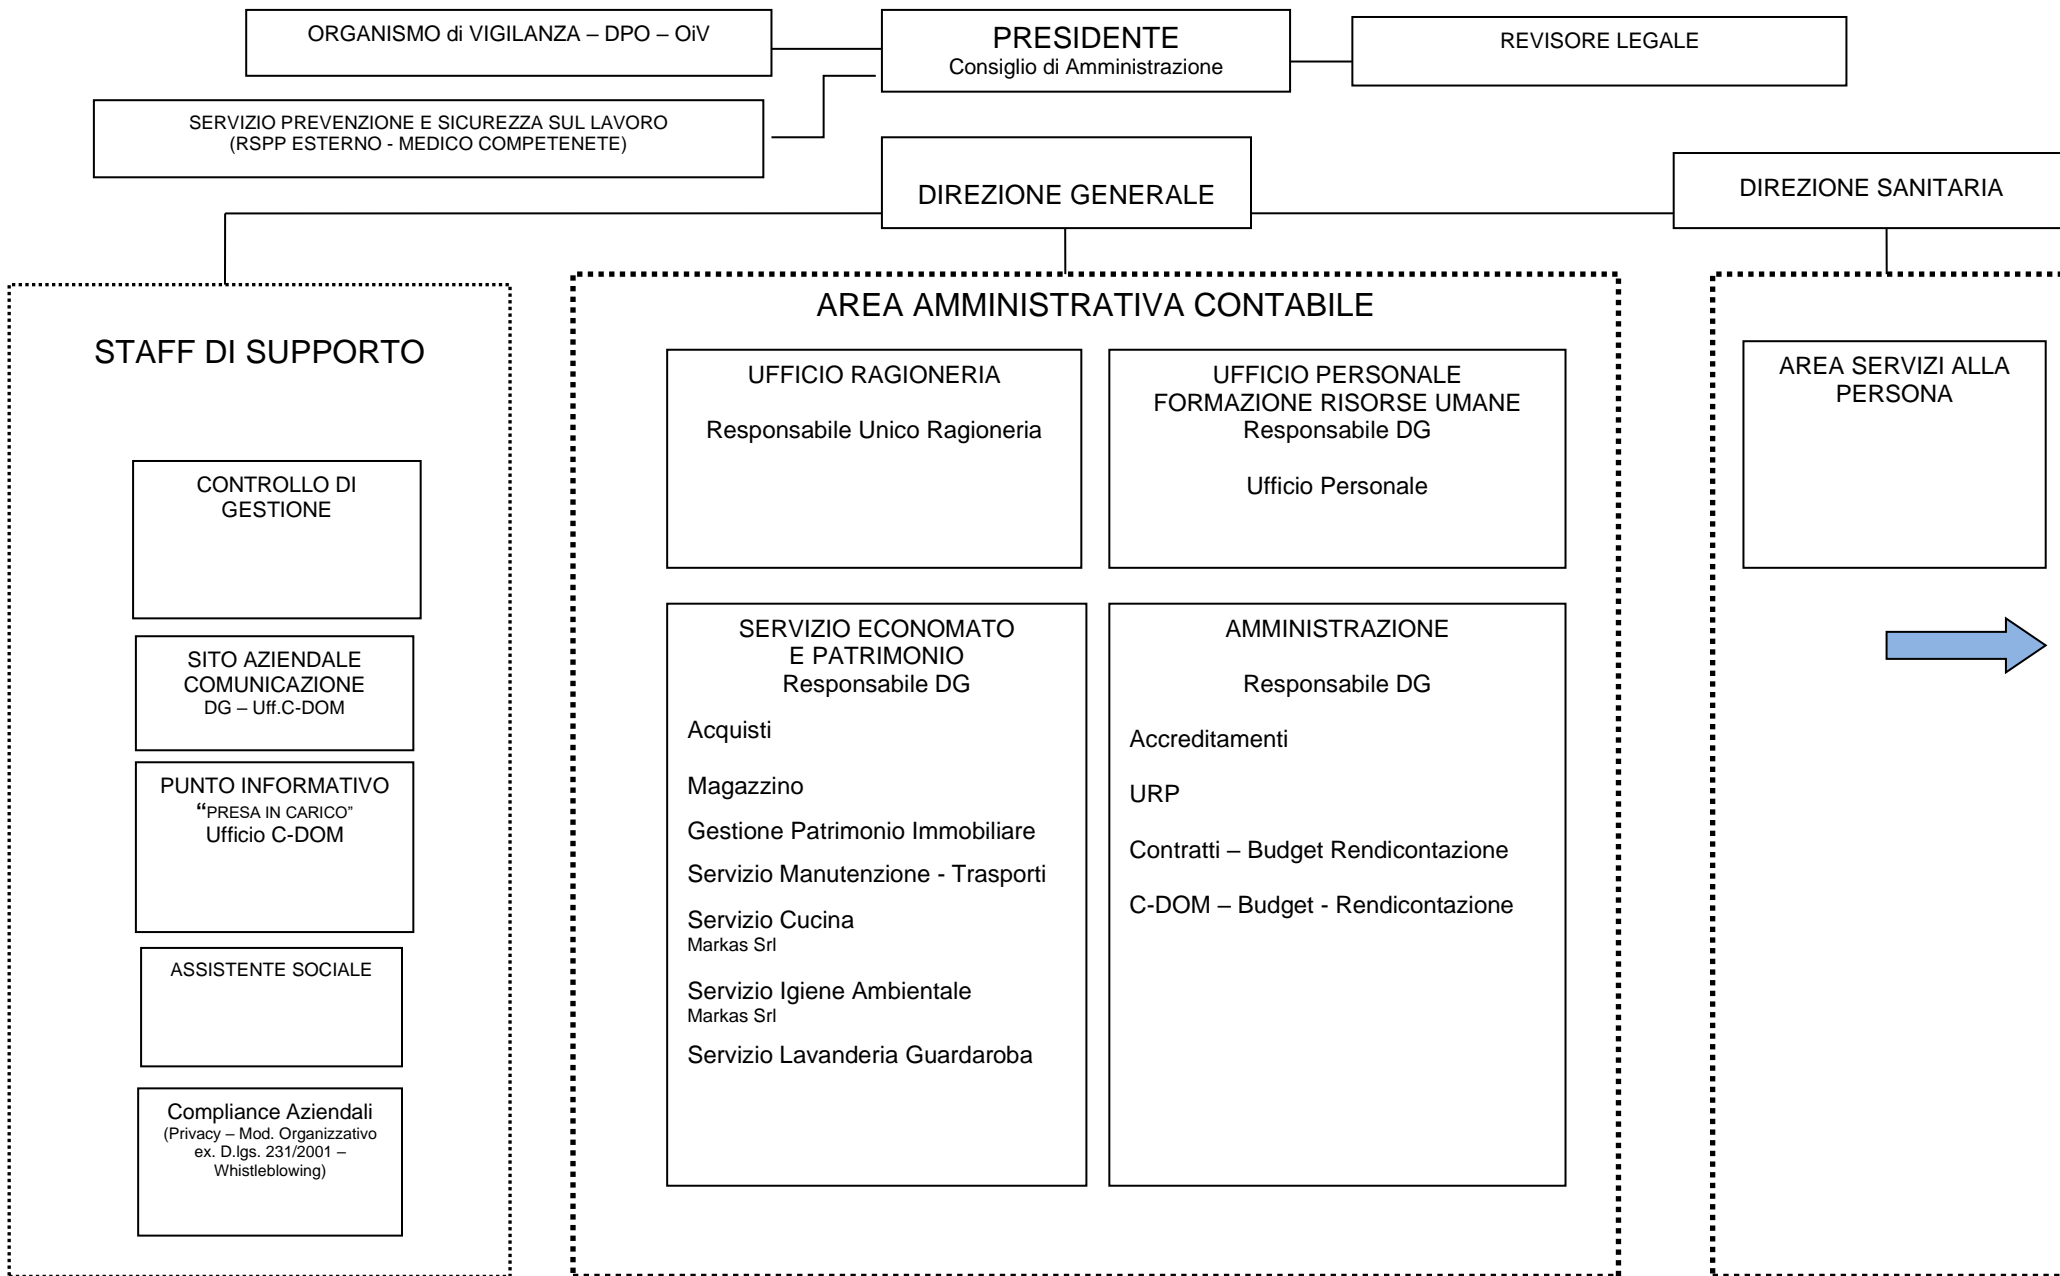 ORGANISMO di VIGILANZA – DPO – OiV
PRESIDENTE
Consiglio di Amministrazione
REVISORE LEGALE
SERVIZIO PREVENZIONE E SICUREZZA SUL LAVORO
(RSPP ESTERNO - MEDICO COMPETENETE)
DIREZIONE GENERALE
DIREZIONE SANITARIA
STAFF DI SUPPORTO
CONTROLLO DI
GESTIONE
SITO AZIENDALE
COMUNICAZIONE
DG – Uff.C-DOM
PUNTO INFORMATIVO
“PRESA IN CARICO”
Ufficio C-DOM
ASSISTENTE SOCIALE
Compliance Aziendali
(Privacy – Mod. Organizzativo
ex. D.lgs. 231/2001 –
Whistleblowing)
AREA AMMINISTRATIVA CONTABILE
UFFICIO RAGIONERIA
Responsabile Unico Ragioneria
UFFICIO PERSONALE
FORMAZIONE RISORSE UMANE
Responsabile DG
Ufficio Personale
SERVIZIO ECONOMATO
E PATRIMONIO
Responsabile DG
Acquisti
Magazzino
Gestione Patrimonio Immobiliare
Servizio Manutenzione - Trasporti
Servizio Cucina
Markas Srl
Servizio Igiene Ambientale
Markas Srl
Servizio Lavanderia Guardaroba
AMMINISTRAZIONE
Responsabile DG
Accreditamenti
URP
Contratti – Budget Rendicontazione
C-DOM – Budget - Rendicontazione
AREA SERVIZI ALLA
PERSONA